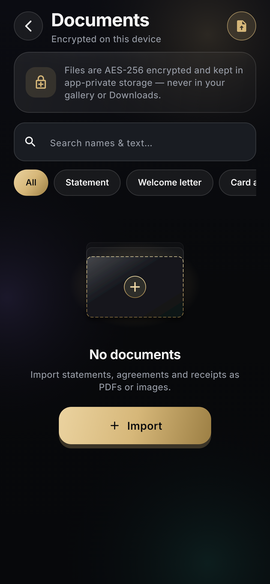 Documents
Encrypted on this device
Files are AES-256 encrypted and kept in
app-private storage — never in your
gallery or Downloads.
Search names & text...
All Statement Welcome letter Card a
No documents
Import statements, agreements and receipts as
PDFs or images.
+ Import